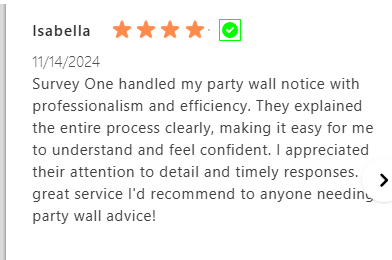 Isabella
11/14/2024
Survey One handled my party wall notice with
professionalism and efficiency. They explained
the entire process clearly, making it easy for me
to understand and feel confident. I appreciated
their attention to detail and timely responses.
great service I'd recommend to anyone needing
party wall advice!